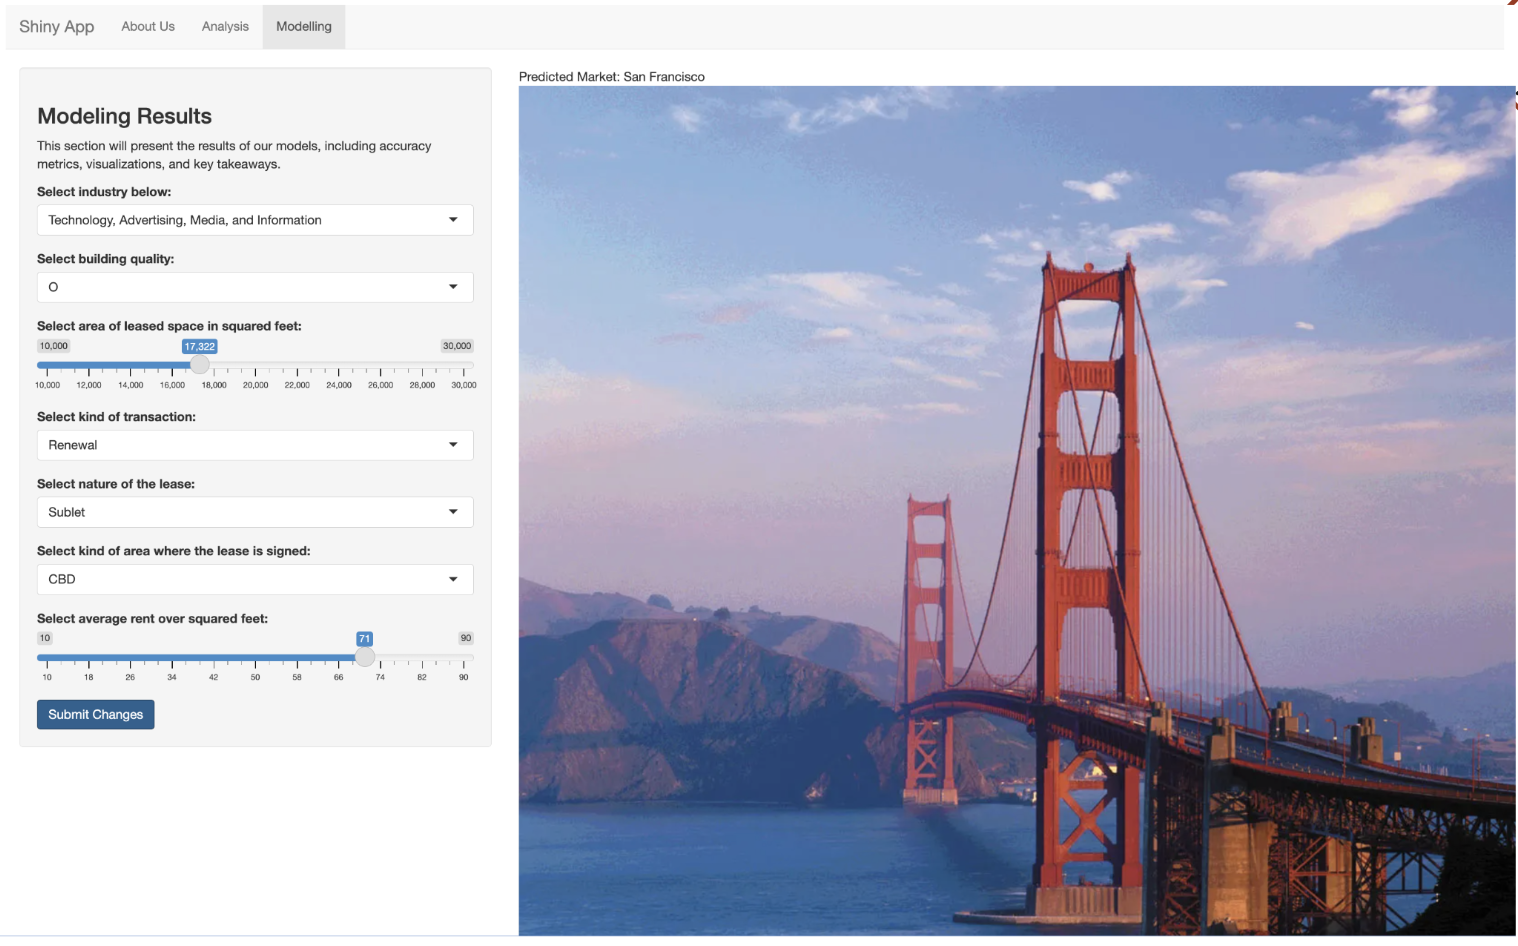 Shiny App About Us Analysis Modelling
Predicted Market: San Francisco
Modeling Results
This section will present the results of our models, including accuracy
metrics, visualizations, and key takeaways.
Select industry below:
Technology, Advertising, Media, and Information
Select building quality:
O
Select area of leased space in squared feet:
10,000 17,322 30,000
10,000 12,000 14,000 16,000 18,000 20,000 22,000 24,000 26,000 28,000 30,000
Select kind of transaction:
Renewal
Select nature of the lease:
Sublet
Select kind of area where the lease is signed:
CBD
Select average rent over squared feet:
10 71 90
10 18 26 34 42 50 58 66 74 82 90
Submit Changes